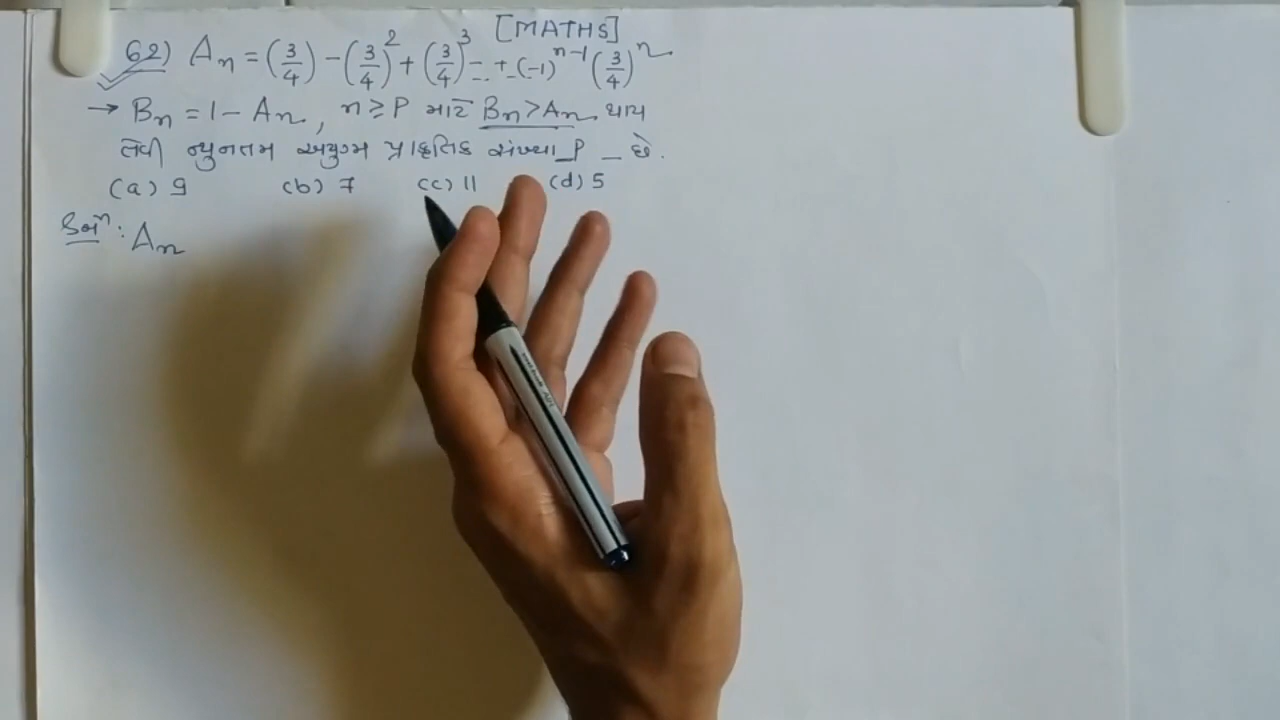 [MATHS]
62) Aₙ = (3/4) - (3/4)² + (3/4)³ - ... + (-1)ⁿ⁻¹ (3/4)ⁿ
→ Bₙ = 1 - Aₙ, n ≥ P માટે Bₙ > Aₙ થાય
તેવી ન્યુનતમ અયુગ્મ પ્રાકૃતિક સંખ્યા P _ છે.
(a) 9 (b) 7 (c) 11 (d) 5
Solⁿ: Aₙ